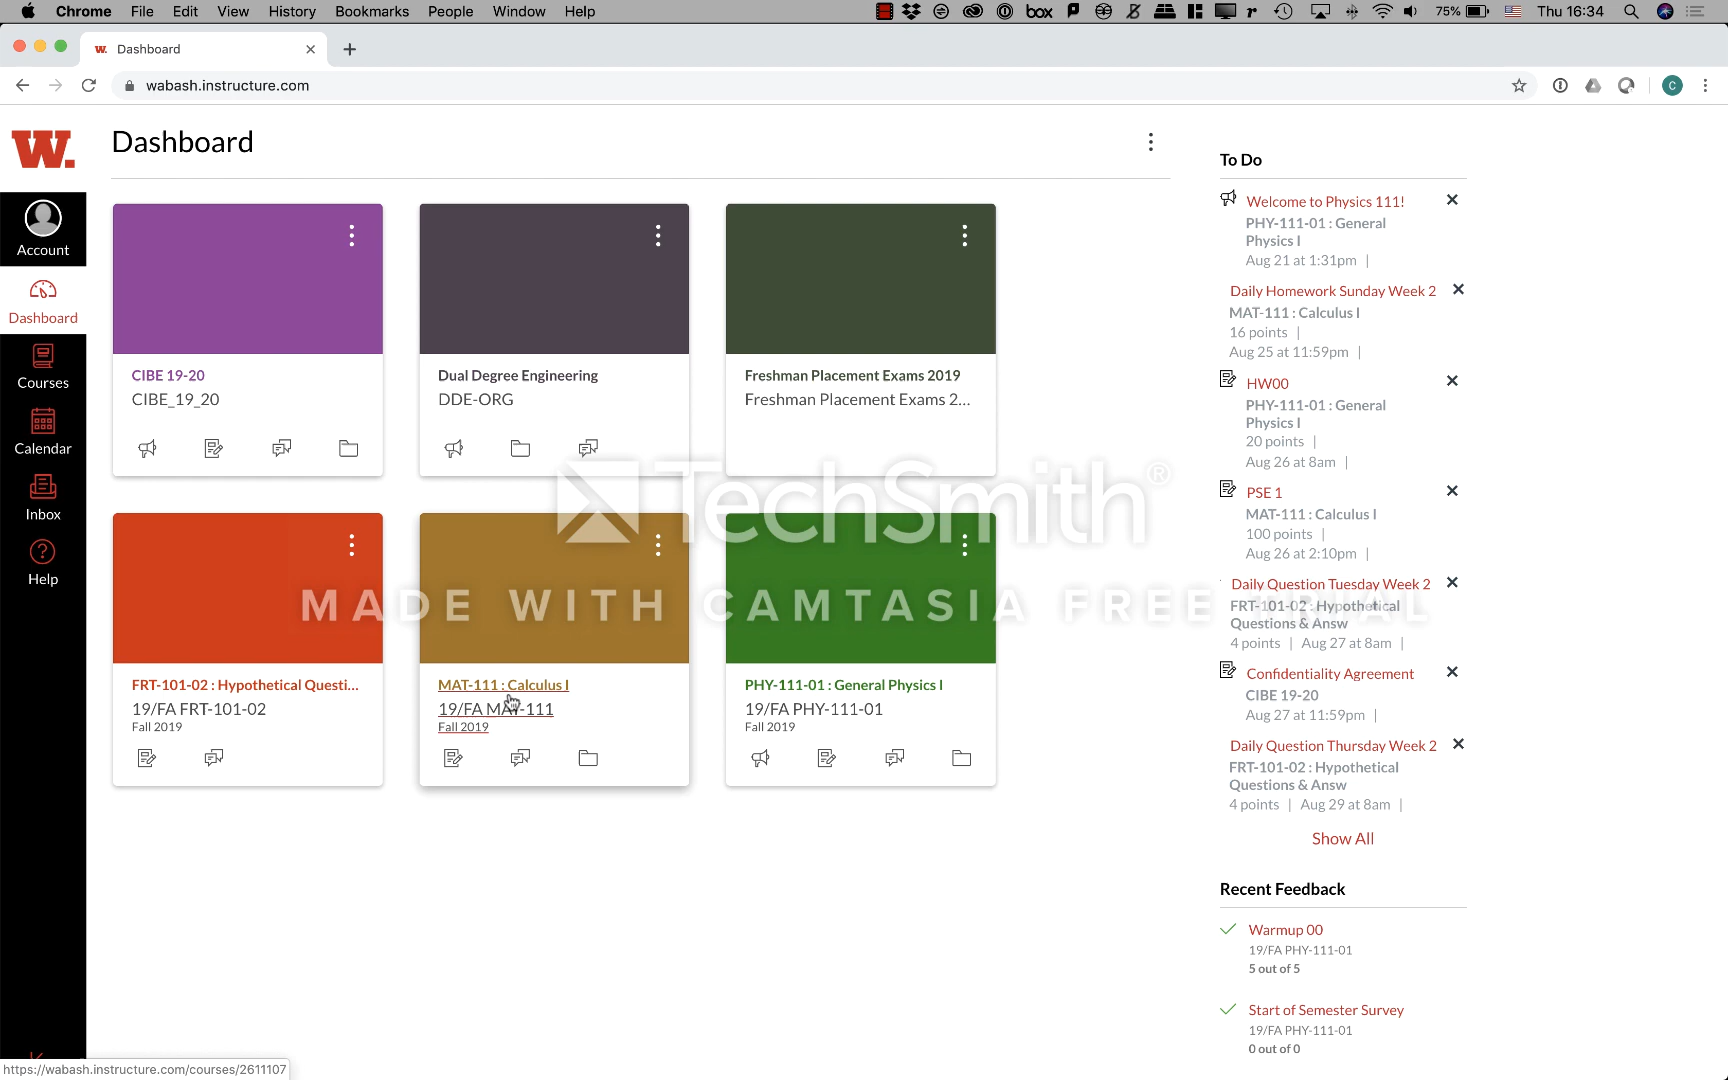 Chrome File Edit View History Bookmarks People Window Help box 75% Thu 16:34
W. Dashboard
wabash.instructure.com C
W.
Account
Dashboard
Courses
Calendar
Inbox
Help
Dashboard
CIBE 19-20
CIBE_19_20
Dual Degree Engineering
DDE-ORG
Freshman Placement Exams 2019
Freshman Placement Exams 2...
FRT-101-02 : Hypothetical Questi...
19/FA FRT-101-02
Fall 2019
MAT-111 : Calculus I
19/FA MAT-111
Fall 2019
PHY-111-01 : General Physics I
19/FA PHY-111-01
Fall 2019
TechSmith®
MADE WITH CAMTASIA FREE TRIAL
To Do
Welcome to Physics 111!
PHY-111-01 : General
Physics I
Aug 21 at 1:31pm |
Daily Homework Sunday Week 2
MAT-111 : Calculus I
16 points |
Aug 25 at 11:59pm |
HW00
PHY-111-01 : General
Physics I
20 points |
Aug 26 at 8am |
PSE 1
MAT-111 : Calculus I
100 points |
Aug 26 at 2:10pm |
Daily Question Tuesday Week 2
FRT-101-02 : Hypothetical
Questions & Answ
4 points | Aug 27 at 8am |
Confidentiality Agreement
CIBE 19-20
Aug 27 at 11:59pm |
Daily Question Thursday Week 2
FRT-101-02 : Hypothetical
Questions & Answ
4 points | Aug 29 at 8am |
Show All
Recent Feedback
Warmup 00
19/FA PHY-111-01
5 out of 5
Start of Semester Survey
19/FA PHY-111-01
0 out of 0
https://wabash.instructure.com/courses/2611107